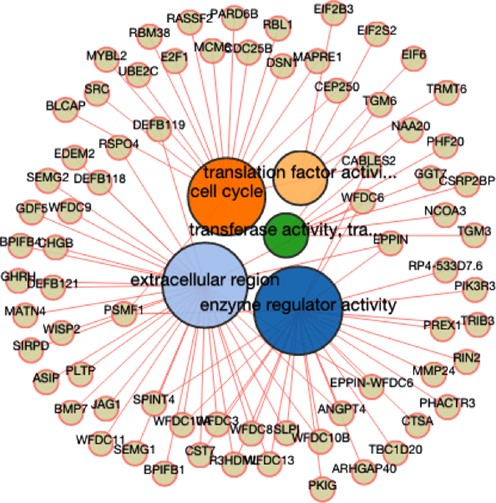 EIF2B3
PARD6B
RASSF2
RBL1
RBM38
EIF2S2
MCM8
CDC25B
MYBL2
E2F1
DSN1
MAPRE1
EIF6
UBE2C
SRC
CEP250
TRMT6
TGM6
BLCAP
DEFB119
NAA20
RSPO4
PHF20
EDEM2
CABLES2
translation factor activi...
GGT7
CSRP2BP
SEMG2
DEFB118
cell cycle
WFDC6
GDF5
WFDC9
NCOA3
transferase activity, tra...
TGM3
BPIFB4
CHGB
EPPIN
RP4-533D7.6
GHRH
DEFB121
extracellular region
PIK3R3
MATN4
PSMF1
enzyme regulator activity
WISP2
PREX1
TRIB3
SIRPD
RIN2
ASIP
PLTP
MMP24
EPPIN-WFDC6
BMP7
JAG1
SPINT4
ANGPT4
PHACTR3
WFDC3
CTSA
WFDC11
WFDC8
SLPI
WFDC10B
SEMG1
CST7
TBC1D20
BPIFB1
R3HDML
WFDC13
ARHGAP40
PKIG